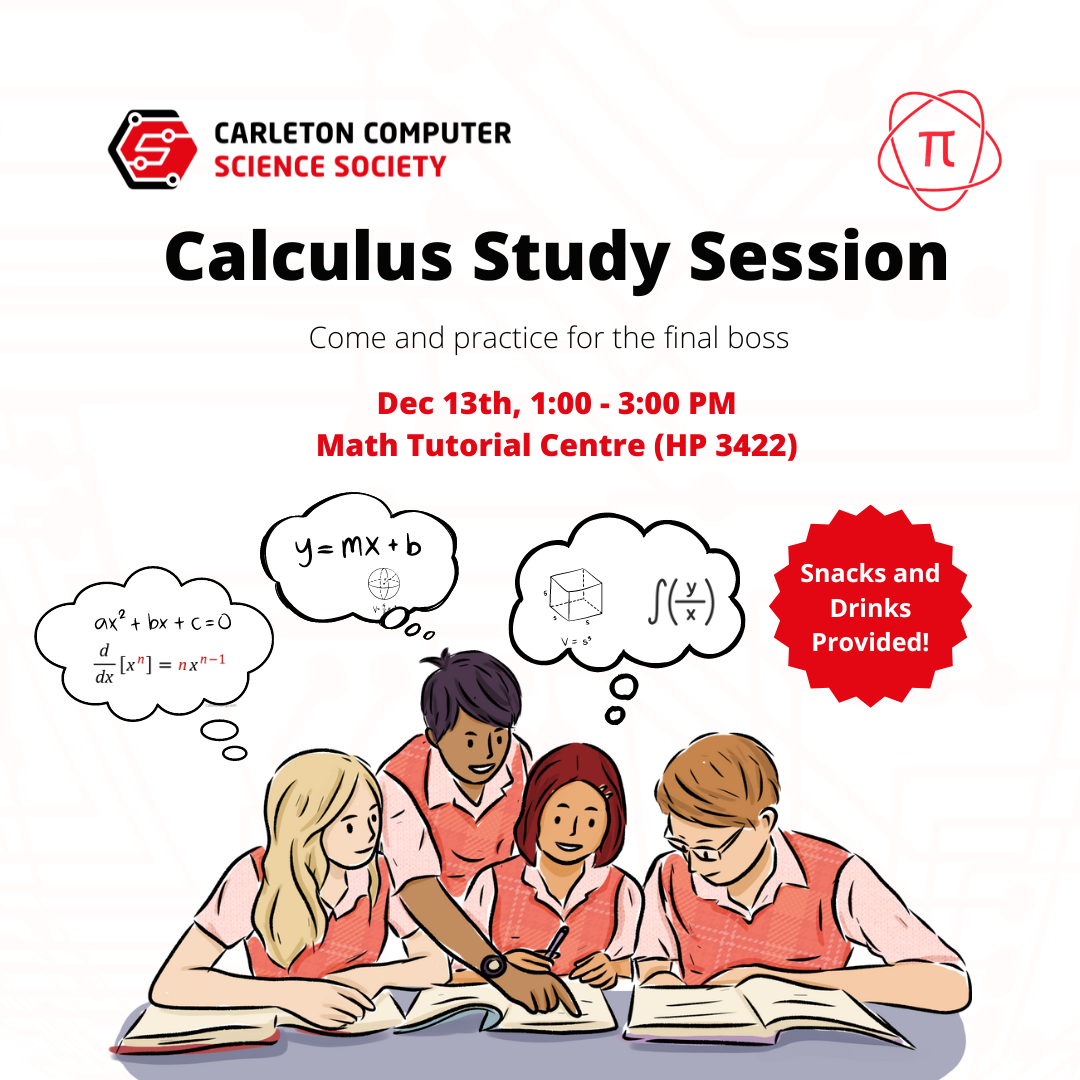 CARLETON COMPUTER
SCIENCE SOCIETY
π
Calculus Study Session
Come and practice for the final boss
Dec 13th, 1:00 - 3:00 PM
Math Tutorial Centre (HP 3422)
y = mx + b
ax² + bx + c = 0
d/dx [xⁿ] = nxⁿ⁻¹
s
s
s
V = s³
∫(y/x)
Snacks and
Drinks
Provided!